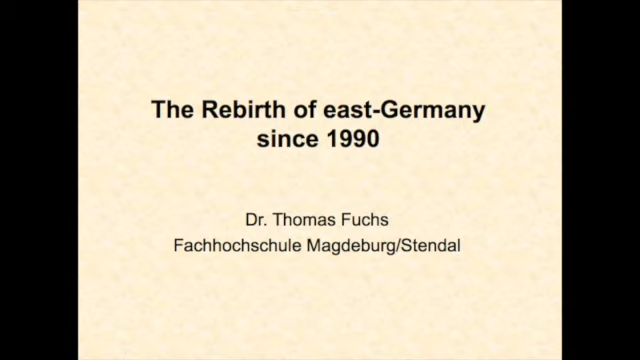 The Rebirth of east-Germany
since 1990
Dr. Thomas Fuchs
Fachhochschule Magdeburg/Stendal